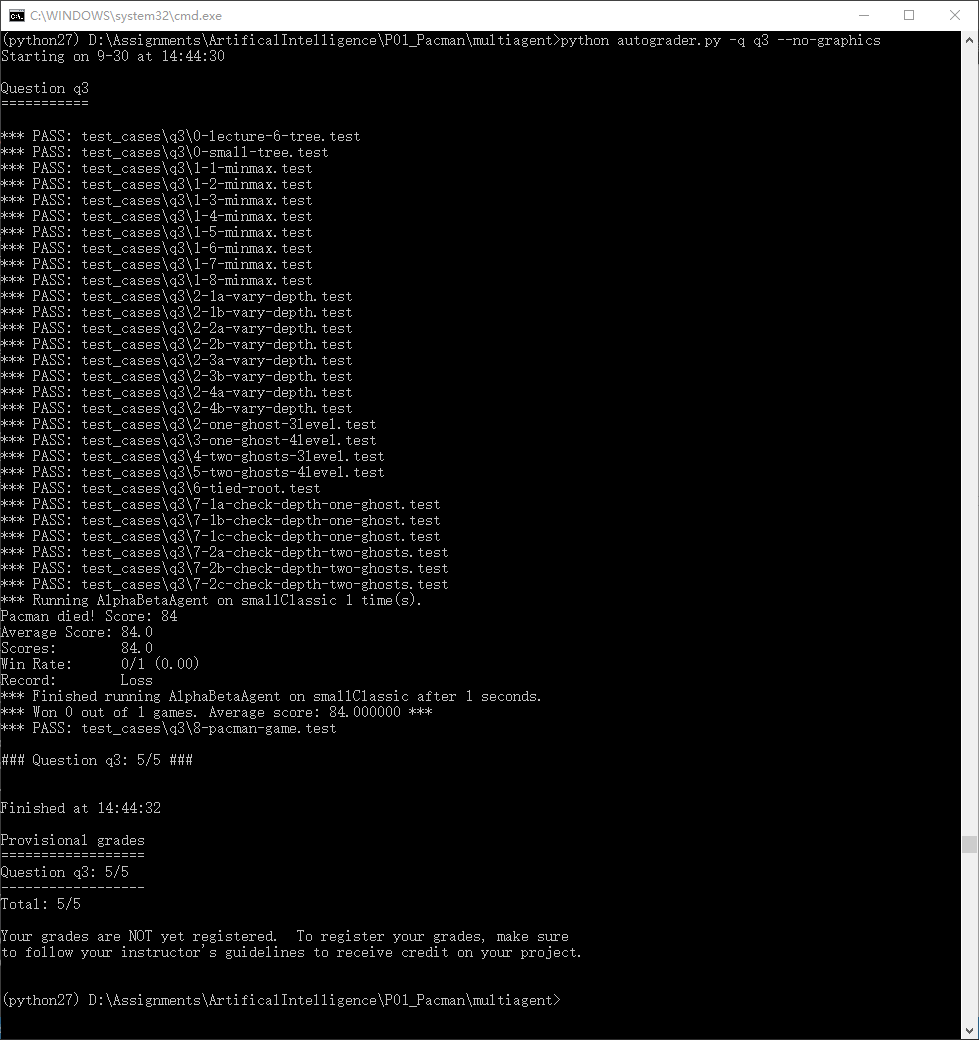 C:\WINDOWS\system32\cmd.exe
(python27) D:\Assignments\ArtificalIntelligence\P01_Pacman\multiagent>python autograder.py -q q3 --no-graphics
Starting on 9-30 at 14:44:30
Question q3
===========
*** PASS: test_cases\q3\0-lecture-6-tree.test
*** PASS: test_cases\q3\0-small-tree.test
*** PASS: test_cases\q3\1-1-minmax.test
*** PASS: test_cases\q3\1-2-minmax.test
*** PASS: test_cases\q3\1-3-minmax.test
*** PASS: test_cases\q3\1-4-minmax.test
*** PASS: test_cases\q3\1-5-minmax.test
*** PASS: test_cases\q3\1-6-minmax.test
*** PASS: test_cases\q3\1-7-minmax.test
*** PASS: test_cases\q3\1-8-minmax.test
*** PASS: test_cases\q3\2-1a-vary-depth.test
*** PASS: test_cases\q3\2-1b-vary-depth.test
*** PASS: test_cases\q3\2-2a-vary-depth.test
*** PASS: test_cases\q3\2-2b-vary-depth.test
*** PASS: test_cases\q3\2-3a-vary-depth.test
*** PASS: test_cases\q3\2-3b-vary-depth.test
*** PASS: test_cases\q3\2-4a-vary-depth.test
*** PASS: test_cases\q3\2-4b-vary-depth.test
*** PASS: test_cases\q3\2-one-ghost-3level.test
*** PASS: test_cases\q3\3-one-ghost-4level.test
*** PASS: test_cases\q3\4-two-ghosts-3level.test
*** PASS: test_cases\q3\5-two-ghosts-4level.test
*** PASS: test_cases\q3\6-tied-root.test
*** PASS: test_cases\q3\7-1a-check-depth-one-ghost.test
*** PASS: test_cases\q3\7-1b-check-depth-one-ghost.test
*** PASS: test_cases\q3\7-1c-check-depth-one-ghost.test
*** PASS: test_cases\q3\7-2a-check-depth-two-ghosts.test
*** PASS: test_cases\q3\7-2b-check-depth-two-ghosts.test
*** PASS: test_cases\q3\7-2c-check-depth-two-ghosts.test
*** Running AlphaBetaAgent on smallClassic 1 time(s).
Pacman died! Score: 84
Average Score: 84.0
Scores:        84.0
Win Rate:      0/1 (0.00)
Record:        Loss
*** Finished running AlphaBetaAgent on smallClassic after 1 seconds.
*** Won 0 out of 1 games. Average score: 84.000000 ***
*** PASS: test_cases\q3\8-pacman-game.test
### Question q3: 5/5 ###
Finished at 14:44:32
Provisional grades
==================
Question q3: 5/5
------------------
Total: 5/5
Your grades are NOT yet registered.  To register your grades, make sure
to follow your instructor's guidelines to receive credit on your project.
(python27) D:\Assignments\ArtificalIntelligence\P01_Pacman\multiagent>